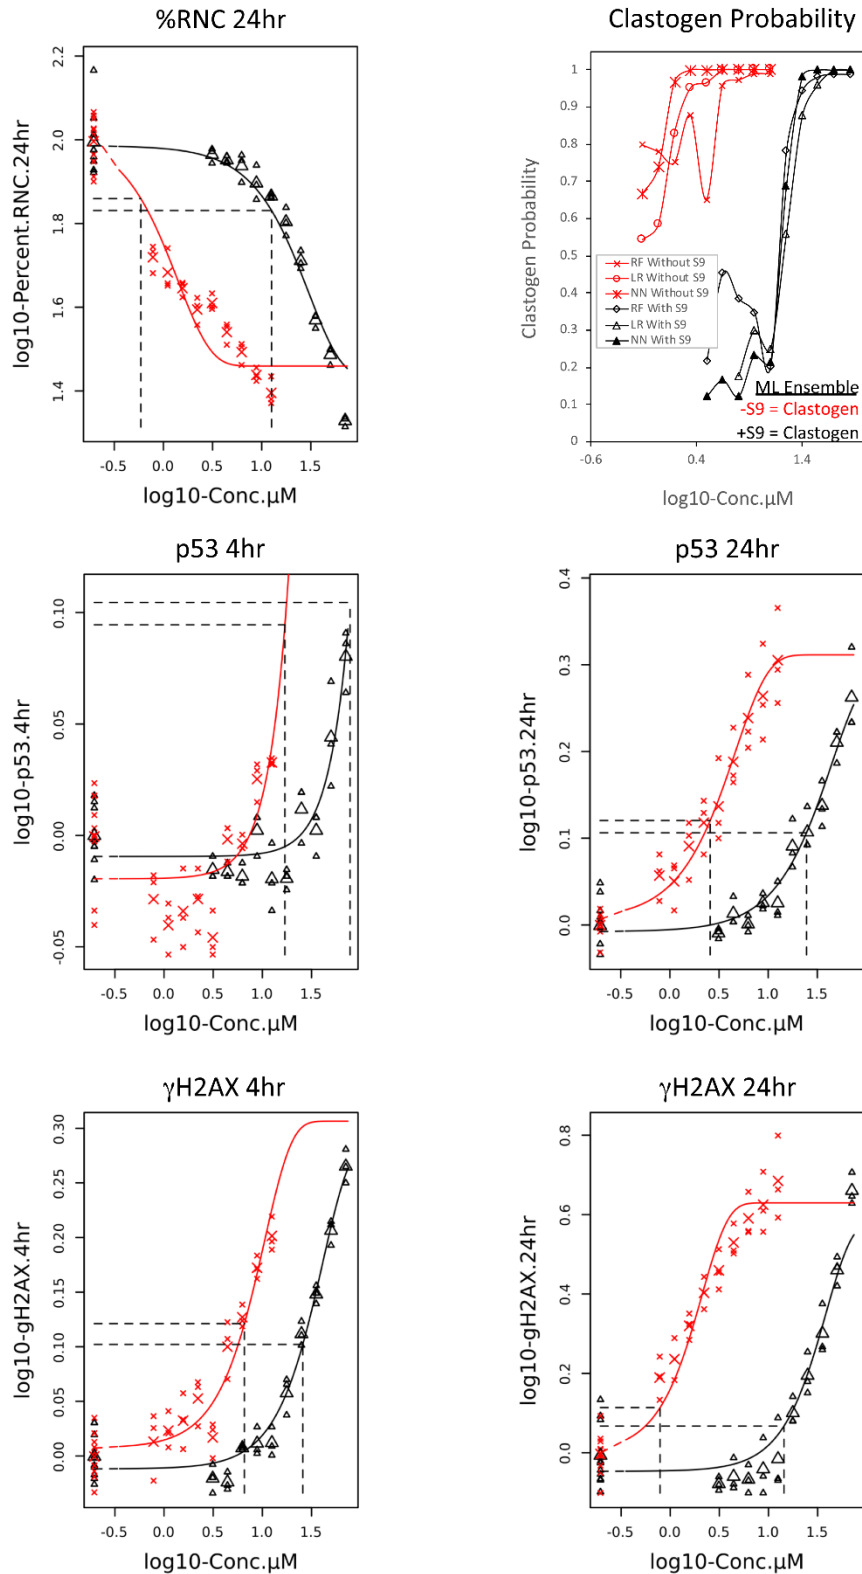 %RNC 24hr
log10-Percent.RNC.24hr
2.2
2.0
1.8
1.6
1.4
-0.5 0.0 0.5 1.0 1.5
log10-Conc.µM
Clastogen Probability
Clastogen Probability
1
0.9
0.8
0.7
0.6
0.5
0.4
0.3
0.2
0.1
0
RF Without S9
LR Without S9
NN Without S9
RF With S9
LR With S9
NN With S9
ML Ensemble
-S9 = Clastogen
+S9 = Clastogen
-0.6 0.4 1.4
log10-Conc.µM
p53 4hr
log10-p53.4hr
0.10
0.05
0.00
-0.05
-0.5 0.0 0.5 1.0 1.5
log10-Conc.µM
p53 24hr
log10-p53.24hr
0.4
0.3
0.2
0.1
0.0
-0.5 0.0 0.5 1.0 1.5
log10-Conc.µM
γH2AX 4hr
log10-gH2AX.4hr
0.30
0.25
0.20
0.15
0.10
0.05
0.00
-0.5 0.0 0.5 1.0 1.5
log10-Conc.µM
γH2AX 24hr
log10-gH2AX.24hr
0.8
0.6
0.4
0.2
0.0
-0.5 0.0 0.5 1.0 1.5
log10-Conc.µM